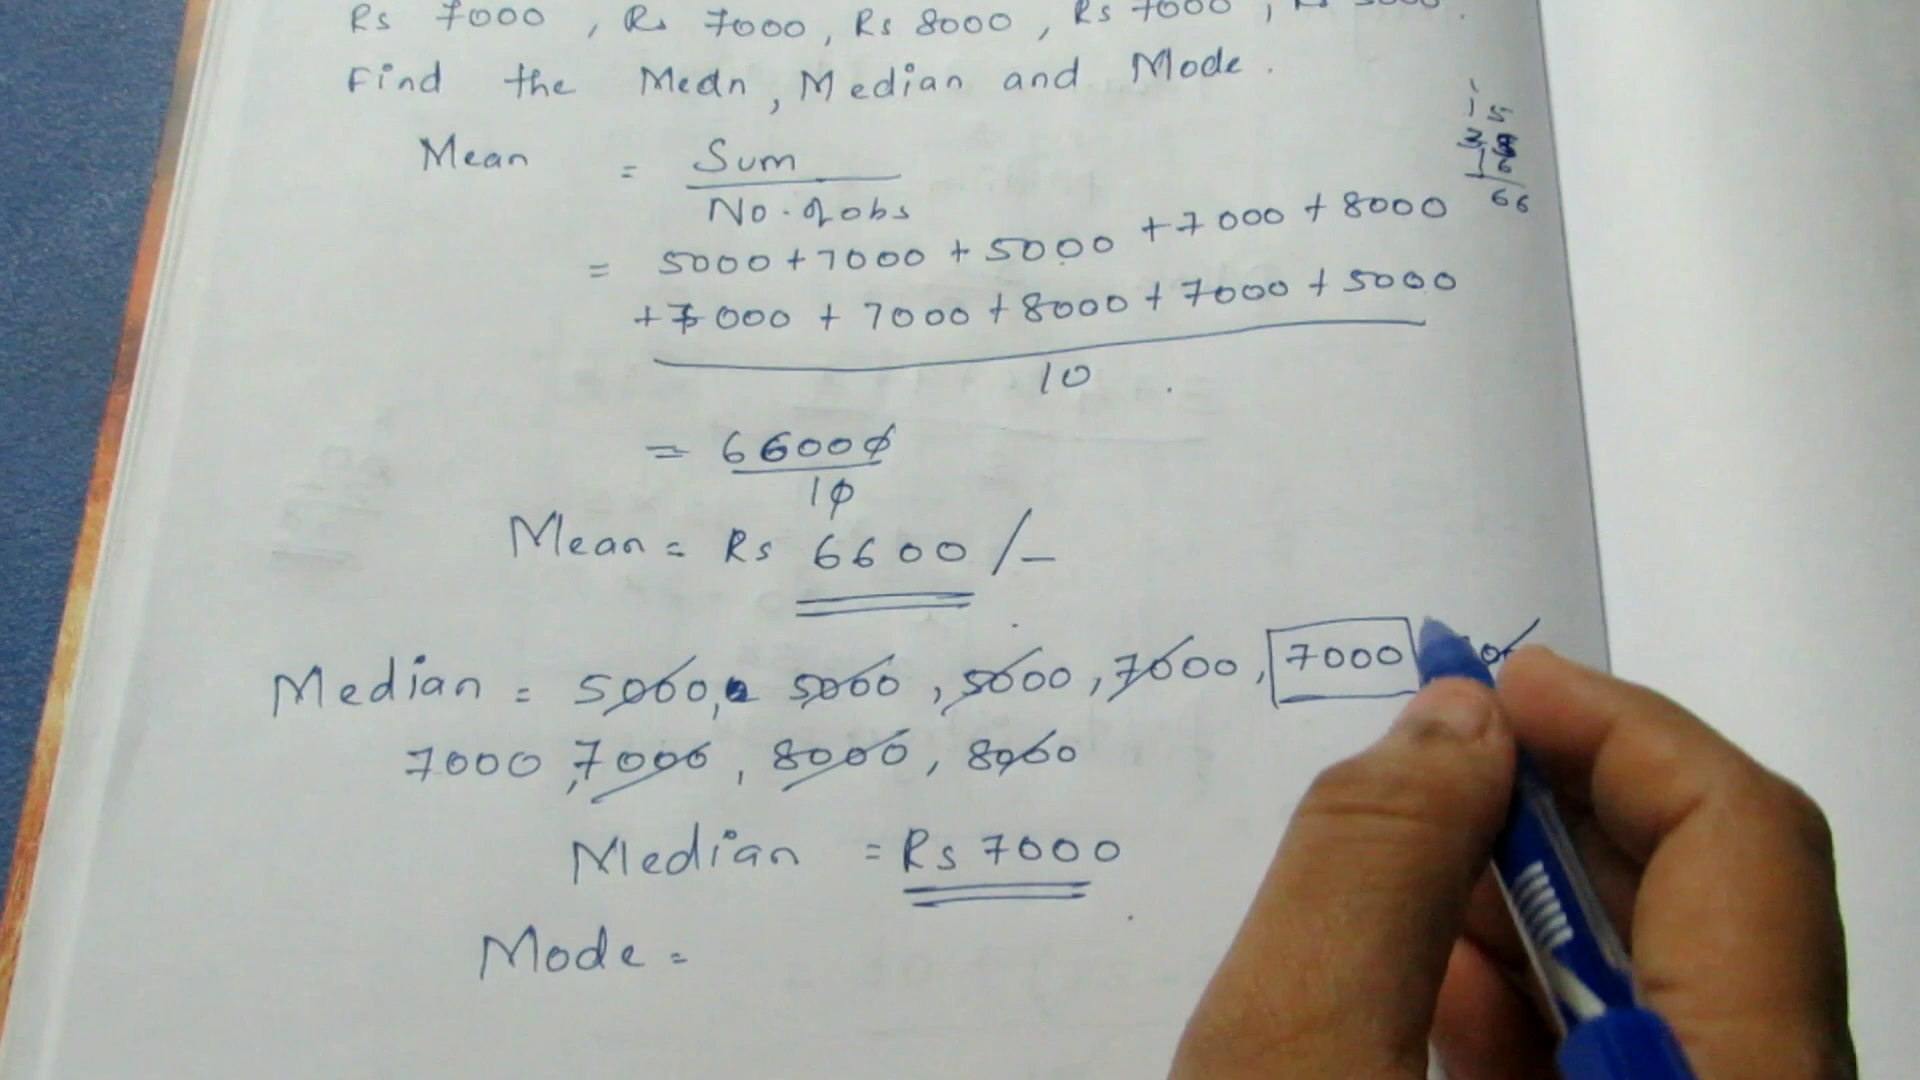 Rs 7000 , Rs 7000 , Rs 8000 , Rs 7000 ,
Find the Mean , Median and Mode .
Mean = Sum
No. of obs
= 5000 + 7000 + 5000 + 7000 + 8000
+ 7000 + 7000 + 8000 + 7000 + 5000
10
= 66000
10
Mean = Rs 6600 /-
Median = 5000, 5000 , 5000 , 7000 , 7000
7000 , 7000 , 8000 , 8000
Median = Rs 7000
Mode =
15
16
66